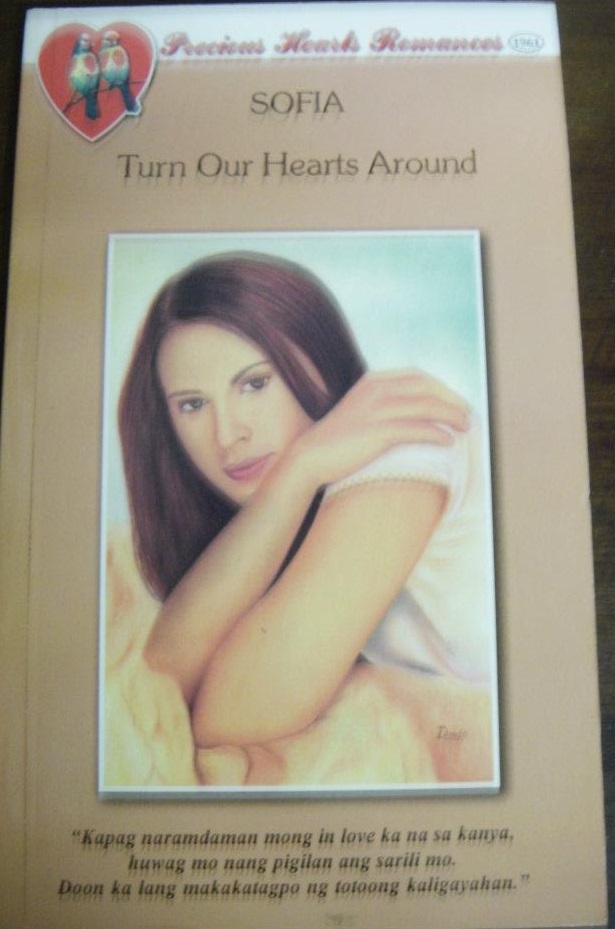 Precious Hearts Romances 1961
SOFIA
Turn Our Hearts Around
"Kapag naramdaman mong in love ka na sa kanya,
huwag mo nang pigilan ang sarili mo.
Doon ka lang makakatagpo ng totoong kaligayahan."